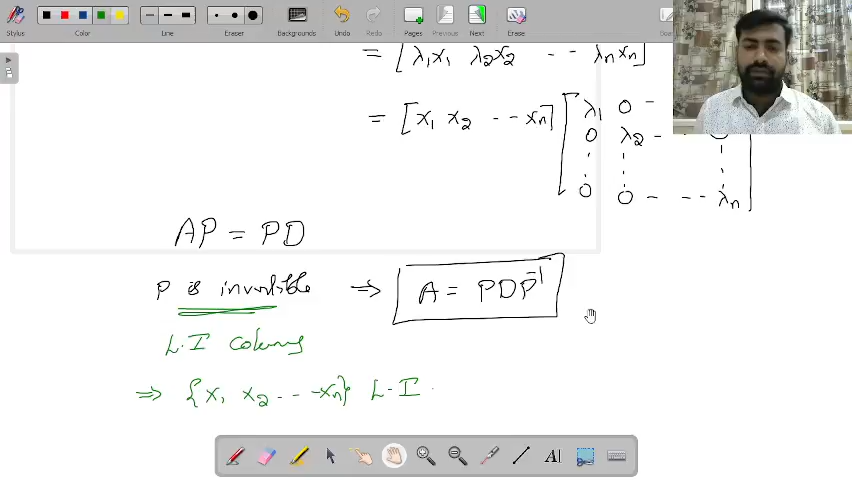 Stylus Color Line Eraser Backgrounds Undo Redo Pages Previous Next Erase
= [λ₁x₁ λ₂x₂ - -- λₙxₙ]
= [x₁ x₂ - - - xₙ] [λ₁ 0 -
0 λ₂ - -
0 0 - - - λₙ]
AP = PD
P is invertible ⇒ A = PDP⁻¹
L.I columns
⇒ {x₁ x₂ - - - xₙ} L.I.